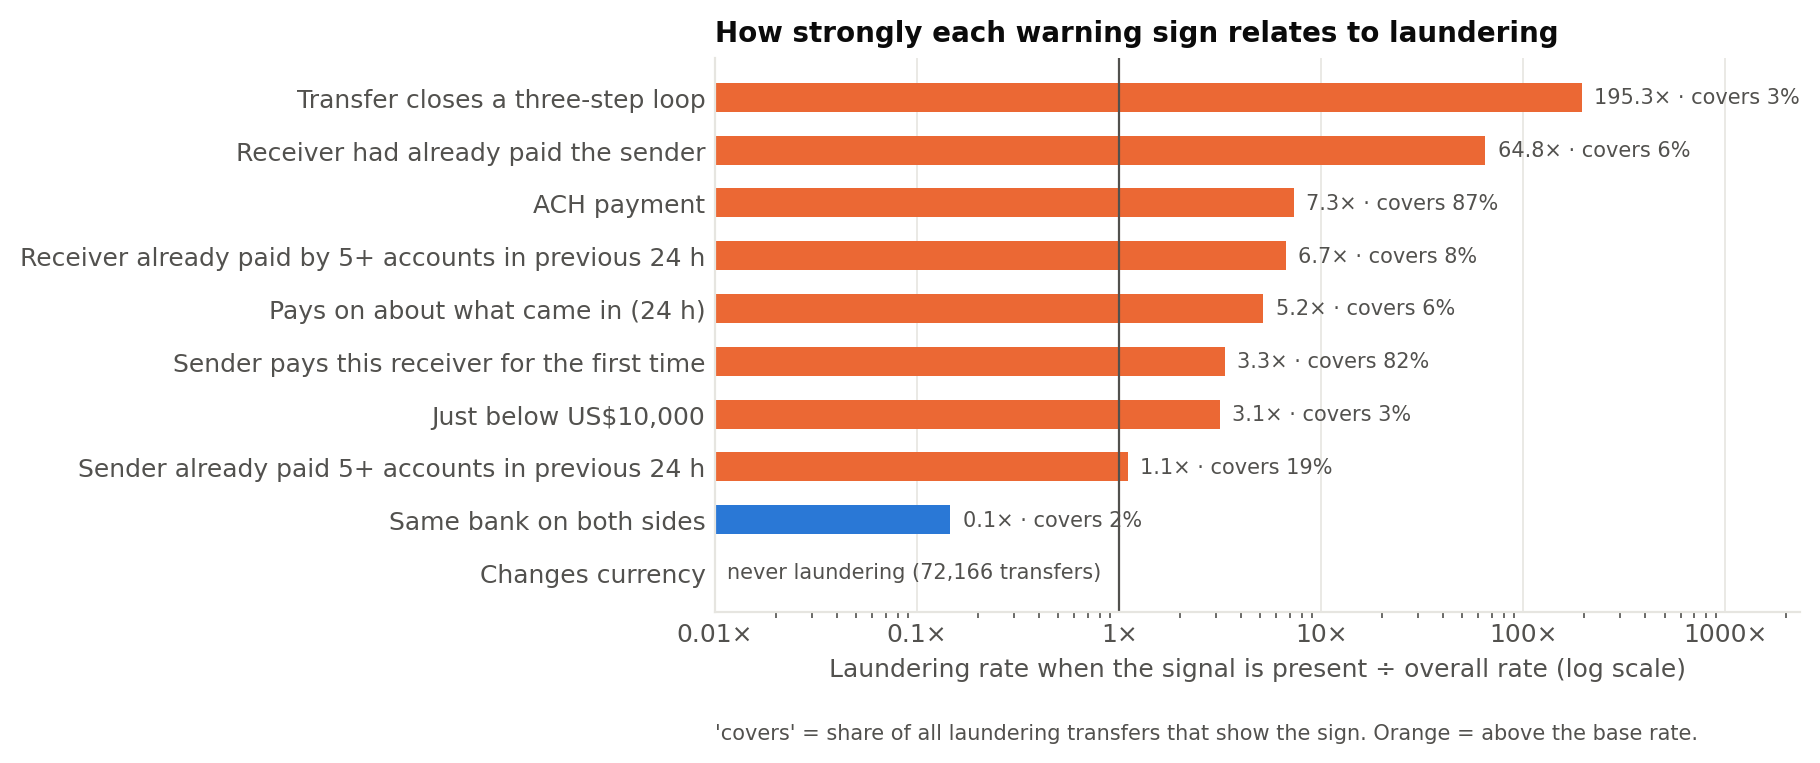 How strongly each warning sign relates to laundering
Transfer closes a three-step loop 195.3× · covers 3%
Receiver had already paid the sender 64.8× · covers 6%
ACH payment 7.3× · covers 87%
Receiver already paid by 5+ accounts in previous 24 h 6.7× · covers 8%
Pays on about what came in (24 h) 5.2× · covers 6%
Sender pays this receiver for the first time 3.3× · covers 82%
Just below US$10,000 3.1× · covers 3%
Sender already paid 5+ accounts in previous 24 h 1.1× · covers 19%
Same bank on both sides 0.1× · covers 2%
Changes currency never laundering (72,166 transfers)
0.01× 0.1× 1× 10× 100× 1000×
Laundering rate when the signal is present ÷ overall rate (log scale)
'covers' = share of all laundering transfers that show the sign. Orange = above the base rate.